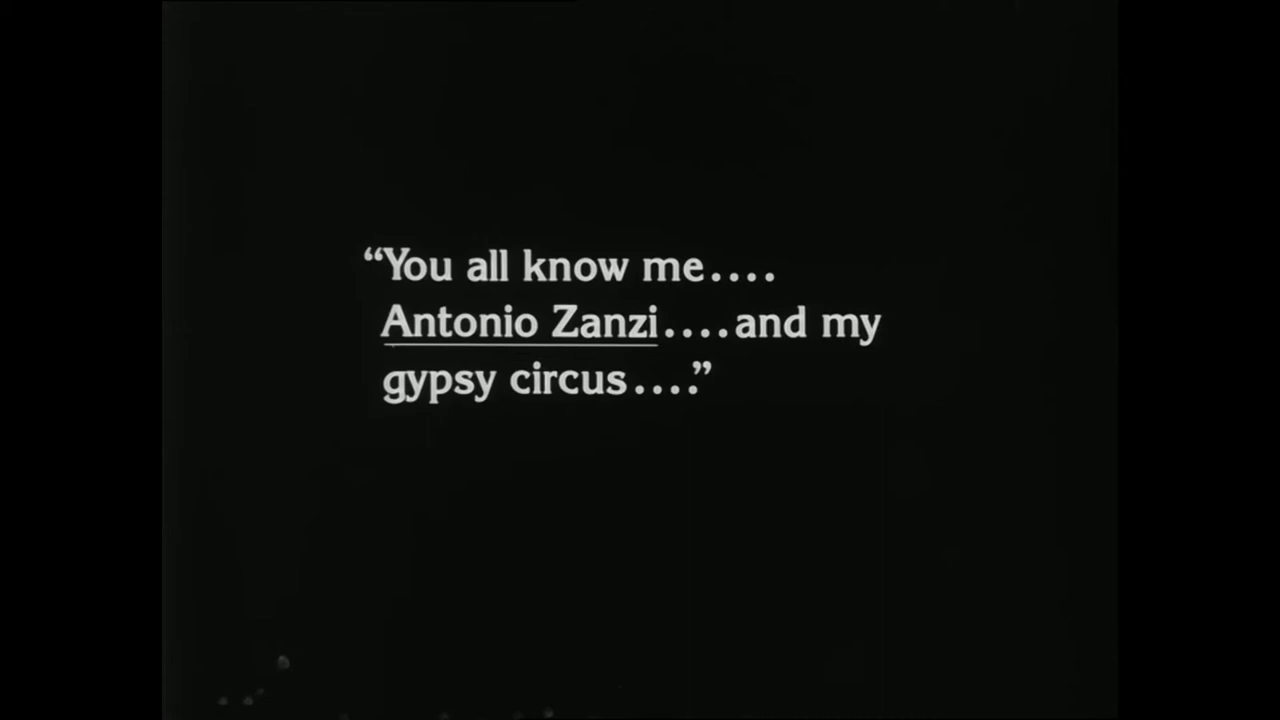 “You all know me....
Antonio Zanzi....and my
gypsy circus....”